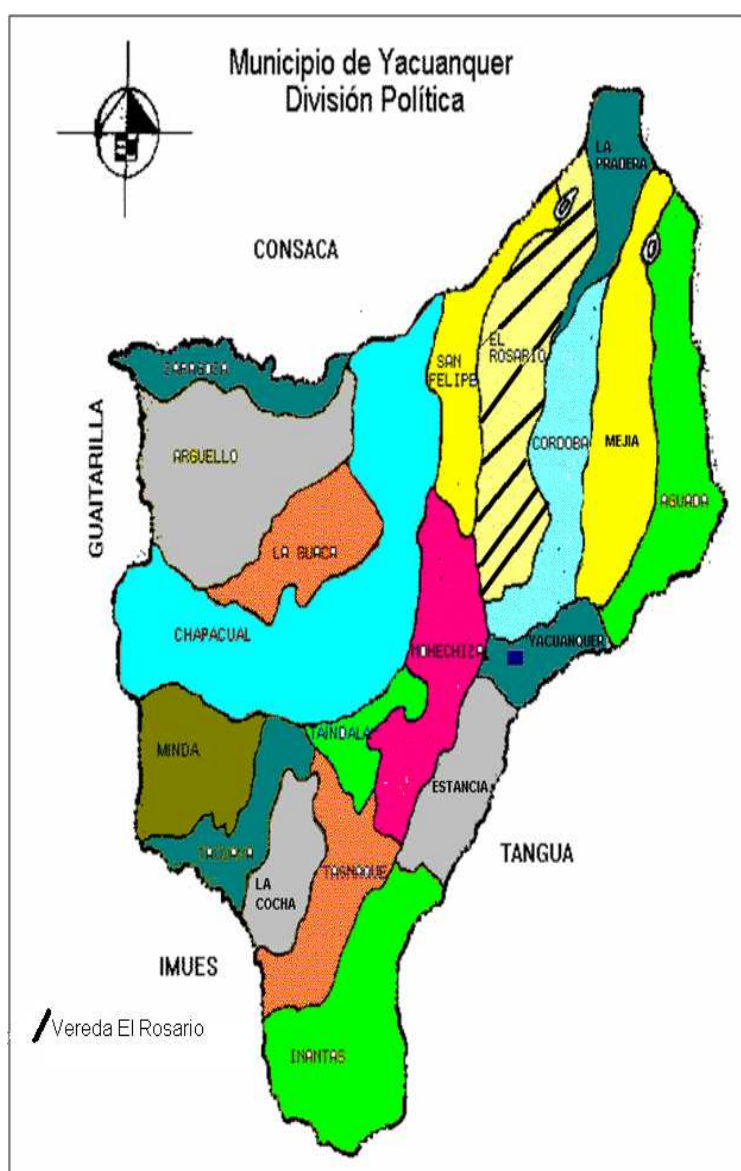 Municipio de Yacuanquer
División Política
LA
PRADERA
CONSACA
EL
ROSARIO
SAN
FELIPE
ZARAGOZA
GUAITARILLA
ARGUELLO
CORDOBA
MEJIA
AGUADA
LA GUACA
CHAPACUAL
MOHECHIZA
YACUANQUER
TAINDALA
MINDA
ESTANCIA
TANGUA
TASNAQUE
LA
COCHA
IMUES
Vereda El Rosario
INANTAS